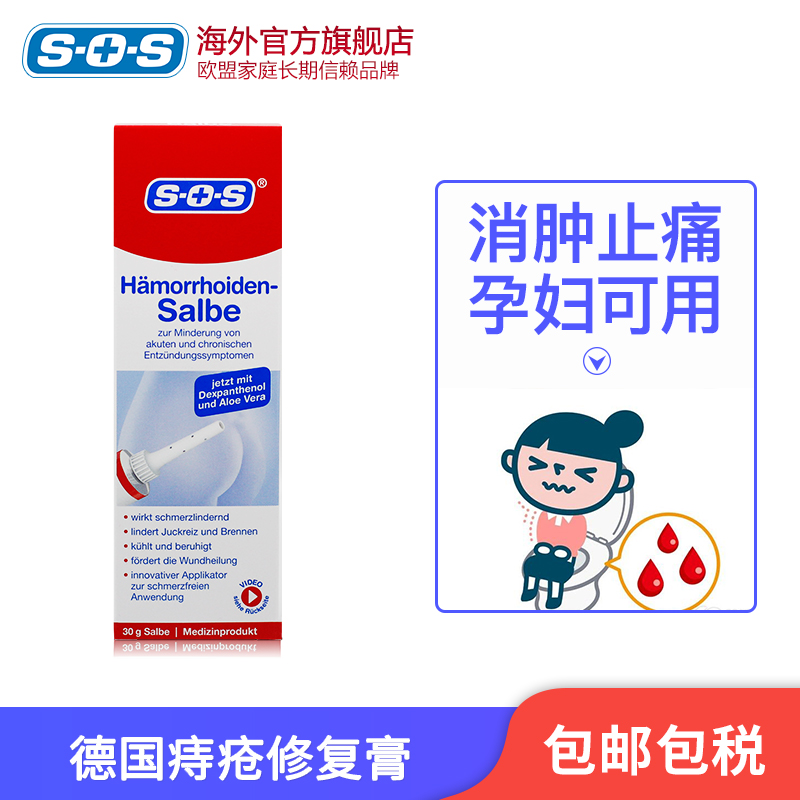 S-O-S
海外官方旗舰店
欧盟家庭长期信赖品牌
S-O-S®
Hämorrhoiden-
Salbe
zur Minderung von
akuten und chronischen
Entzündungssymptomen
jetzt mit
Dexpanthenol
und Aloe Vera
• wirkt schmerzlindernd
• lindert Juckreiz und Brennen
• kühlt und beruhigt
• fördert die Wundheilung
• innovativer Applikator
zur schmerzfreien
Anwendung
VIDEO
siehe Rückseite
30 g Salbe | Medizinprodukt
消肿止痛
孕妇可用
德国痔疮修复膏
包邮包税